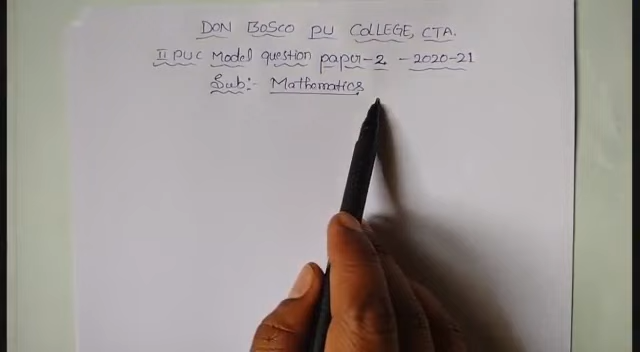 DON BOSCO PU COLLEGE, CTA.
II PUC Model question paper-2 - 2020-21
Sub:- Mathematics